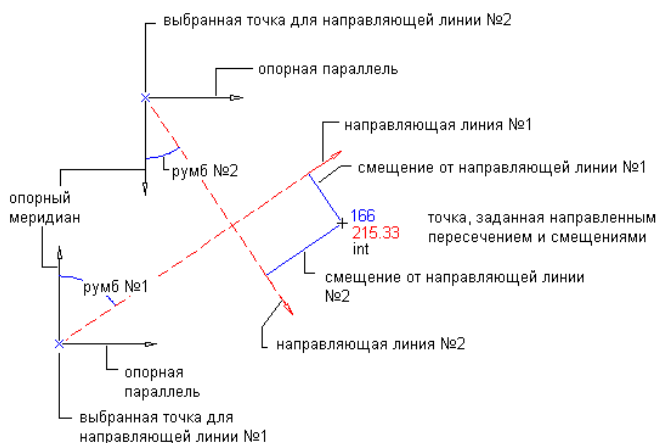 выбранная точка для направляющей линии №2
опорная параллель
направляющая линия №1
румб №2
смещение от направляющей линии №1
опорный
меридиан
166
215.33
int
точка, заданная направленным
пересечением и смещениями
румб №1
смещение от направляющей линии
№2
направляющая линия №2
опорная
параллель
выбранная точка для
направляющей линии №1